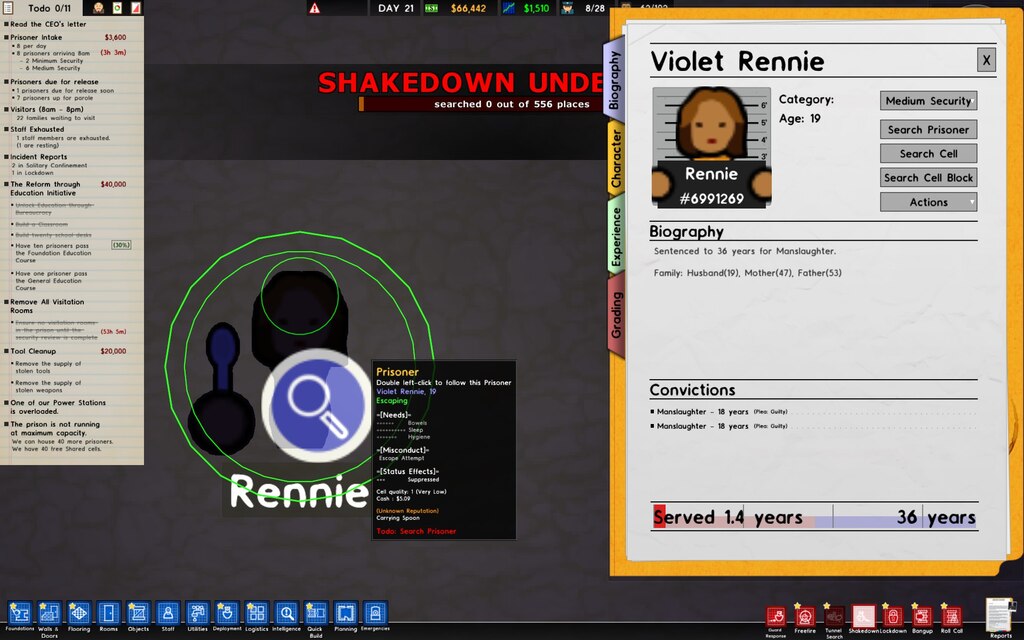 Todo 0/11
DAY 21
$66,442
$1,510
8/28
Read the CEO's letter
Prisoner Intake $3,600
8 per day
8 prisoners arriving 8am (3h 3m)
- 2 Minimum Security
- 6 Medium Security
Prisoners due for release
1 prisoners due for release soon
7 prisoners up for parole
Visitors (8am - 8pm)
22 families waiting to visit
Staff Exhausted
1 staff members are exhausted.
(1 are resting)
Incident Reports
2 in Solitary Confinement
1 in Lockdown
The Reform through $40,000
Education Initiative
Unlock Education through
Bureaucracy
Build a Classroom
Build twenty school desks
Have ten prisoners pass (30%)
the Foundation Education
Course
Have one prisoner pass
the General Education
Course
Remove All Visitation
Rooms
Ensure no visitation rooms
in the prison until the (53h 5m)
security review is complete
Tool Cleanup $20,000
Remove the supply of
stolen tools
Remove the supply of
stolen weapons
One of our Power Stations
is overloaded.
The prison is not running
at maximum capacity.
We can house 40 more prisoners.
We have 40 free Shared cells.
SHAKEDOWN UNDE
searched 0 out of 556 places
Rennie
Prisoner
Double left-click to follow this Prisoner
Violet Rennie, 19
Escaping
-[Needs]-
Bowels
Sleep
Hygiene
-[Misconduct]-
Escape Attempt
-[Status Effects]-
Suppressed
Cell quality: 1 (Very Low)
Cash : $5.09
(Unknown Reputation)
Carrying Spoon
Todo: Search Prisoner
Biography
Character
Experience
Grading
Violet Rennie
X
6'
5'
4'
3'
Rennie
#6991269
Category:
Age: 19
Medium Security
Search Prisoner
Search Cell
Search Cell Block
Actions
Biography
Sentenced to 36 years for Manslaughter.
Family: Husband(19), Mother(47), Father(53)
Convictions
Manslaughter - 18 years (Plea: Guilty)
Manslaughter - 18 years (Plea: Guilty)
Served 1.4 years 36 years
Foundations
Walls &
Doors
Flooring
Rooms
Objects
Staff
Utilities
Deployment
Logistics
Intelligence
Quick
Build
Planning
Emergencies
Guard
Response
Freefire
Tunnel
Search
Shakedown
Lockdown
Bangup
Roll Call
Reports